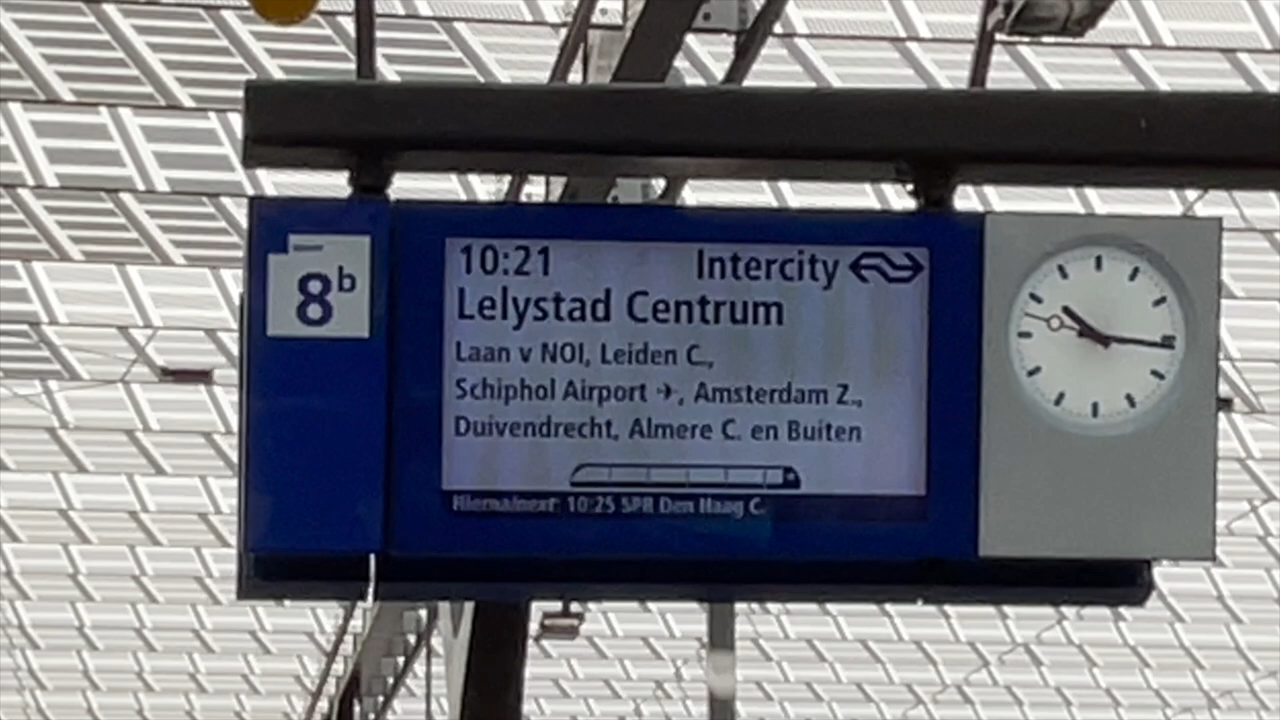 8b
10:21 Intercity
Lelystad Centrum
Laan v NOI, Leiden C.,
Schiphol Airport ✈, Amsterdam Z.,
Duivendrecht, Almere C. en Buiten
Hierna/next: 10:25 SPR Den Haag C.